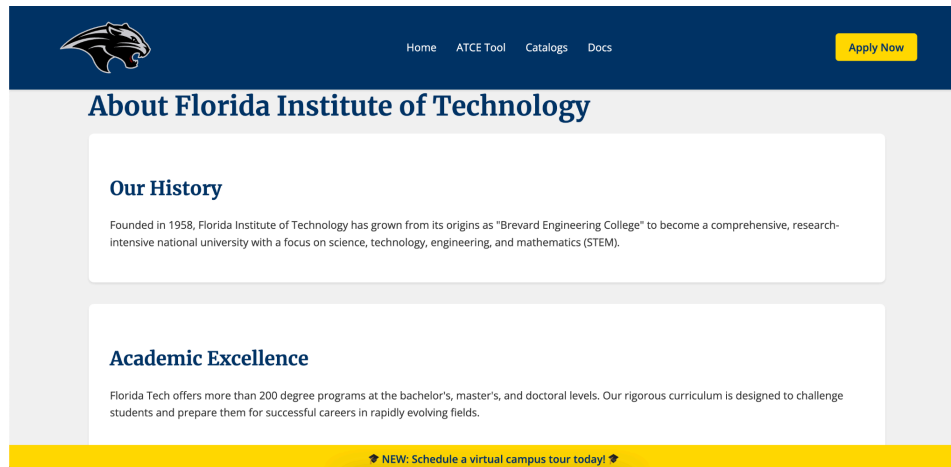 Home ATCE Tool Catalogs Docs Apply Now
About Florida Institute of Technology
Our History
Founded in 1958, Florida Institute of Technology has grown from its origins as "Brevard Engineering College" to become a comprehensive, research-
intensive national university with a focus on science, technology, engineering, and mathematics (STEM).
Academic Excellence
Florida Tech offers more than 200 degree programs at the bachelor's, master's, and doctoral levels. Our rigorous curriculum is designed to challenge
students and prepare them for successful careers in rapidly evolving fields.
🎓 NEW: Schedule a virtual campus tour today! 🎓